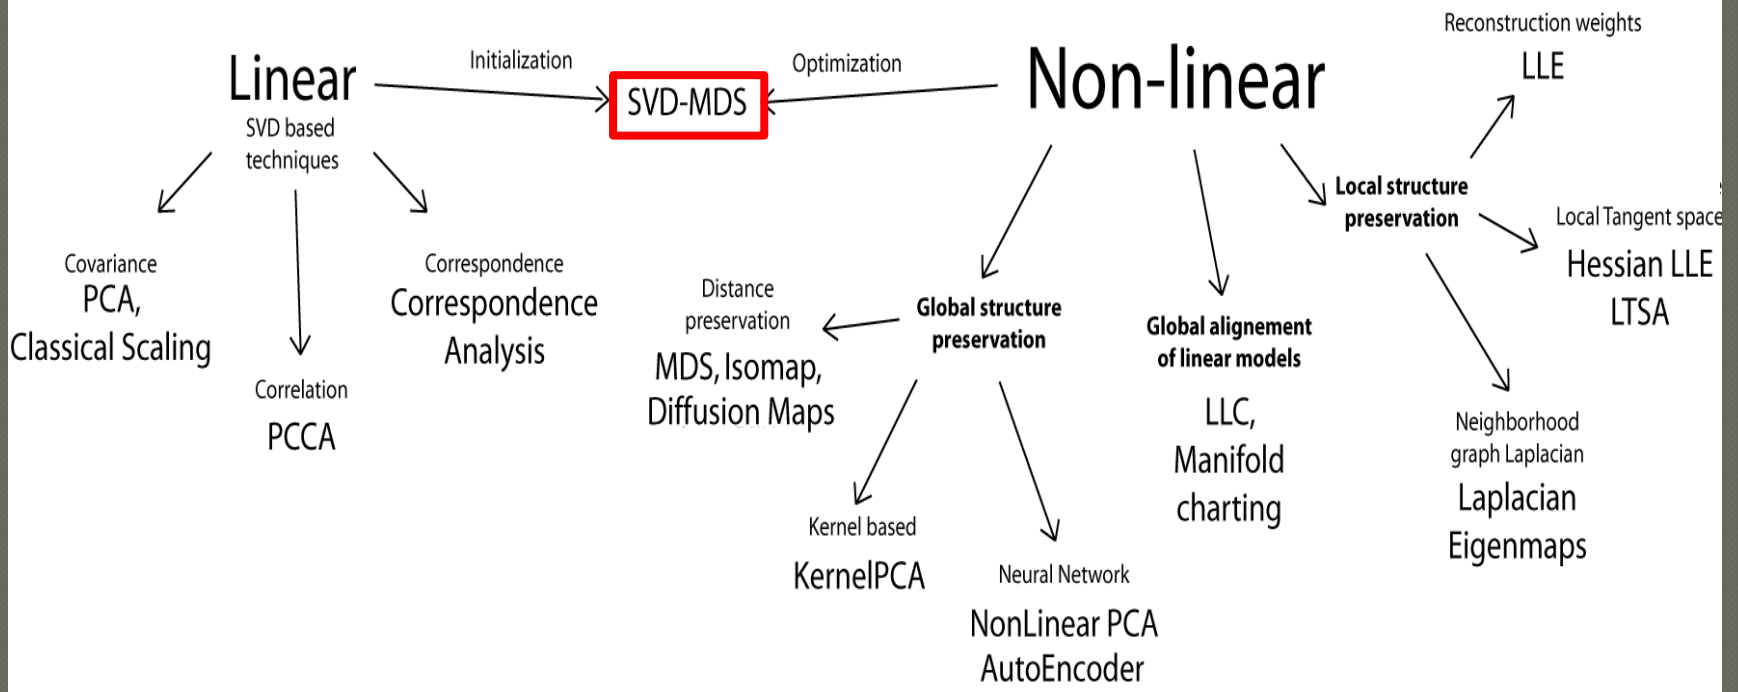 Linear
SVD based
techniques
Initialization
SVD-MDS
Optimization
Non-linear
Covariance
PCA,
Classical Scaling
Correlation
PCCA
Correspondence
Correspondence
Analysis
Distance
preservation
MDS, Isomap,
Diffusion Maps
Global structure
preservation
Kernel based
KernelPCA
Neural Network
NonLinear PCA
AutoEncoder
Global alignement
of linear models
LLC,
Manifold
charting
Local structure
preservation
Reconstruction weights
LLE
Local Tangent space
Hessian LLE
LTSA
Neighborhood
graph Laplacian
Laplacian
Eigenmaps